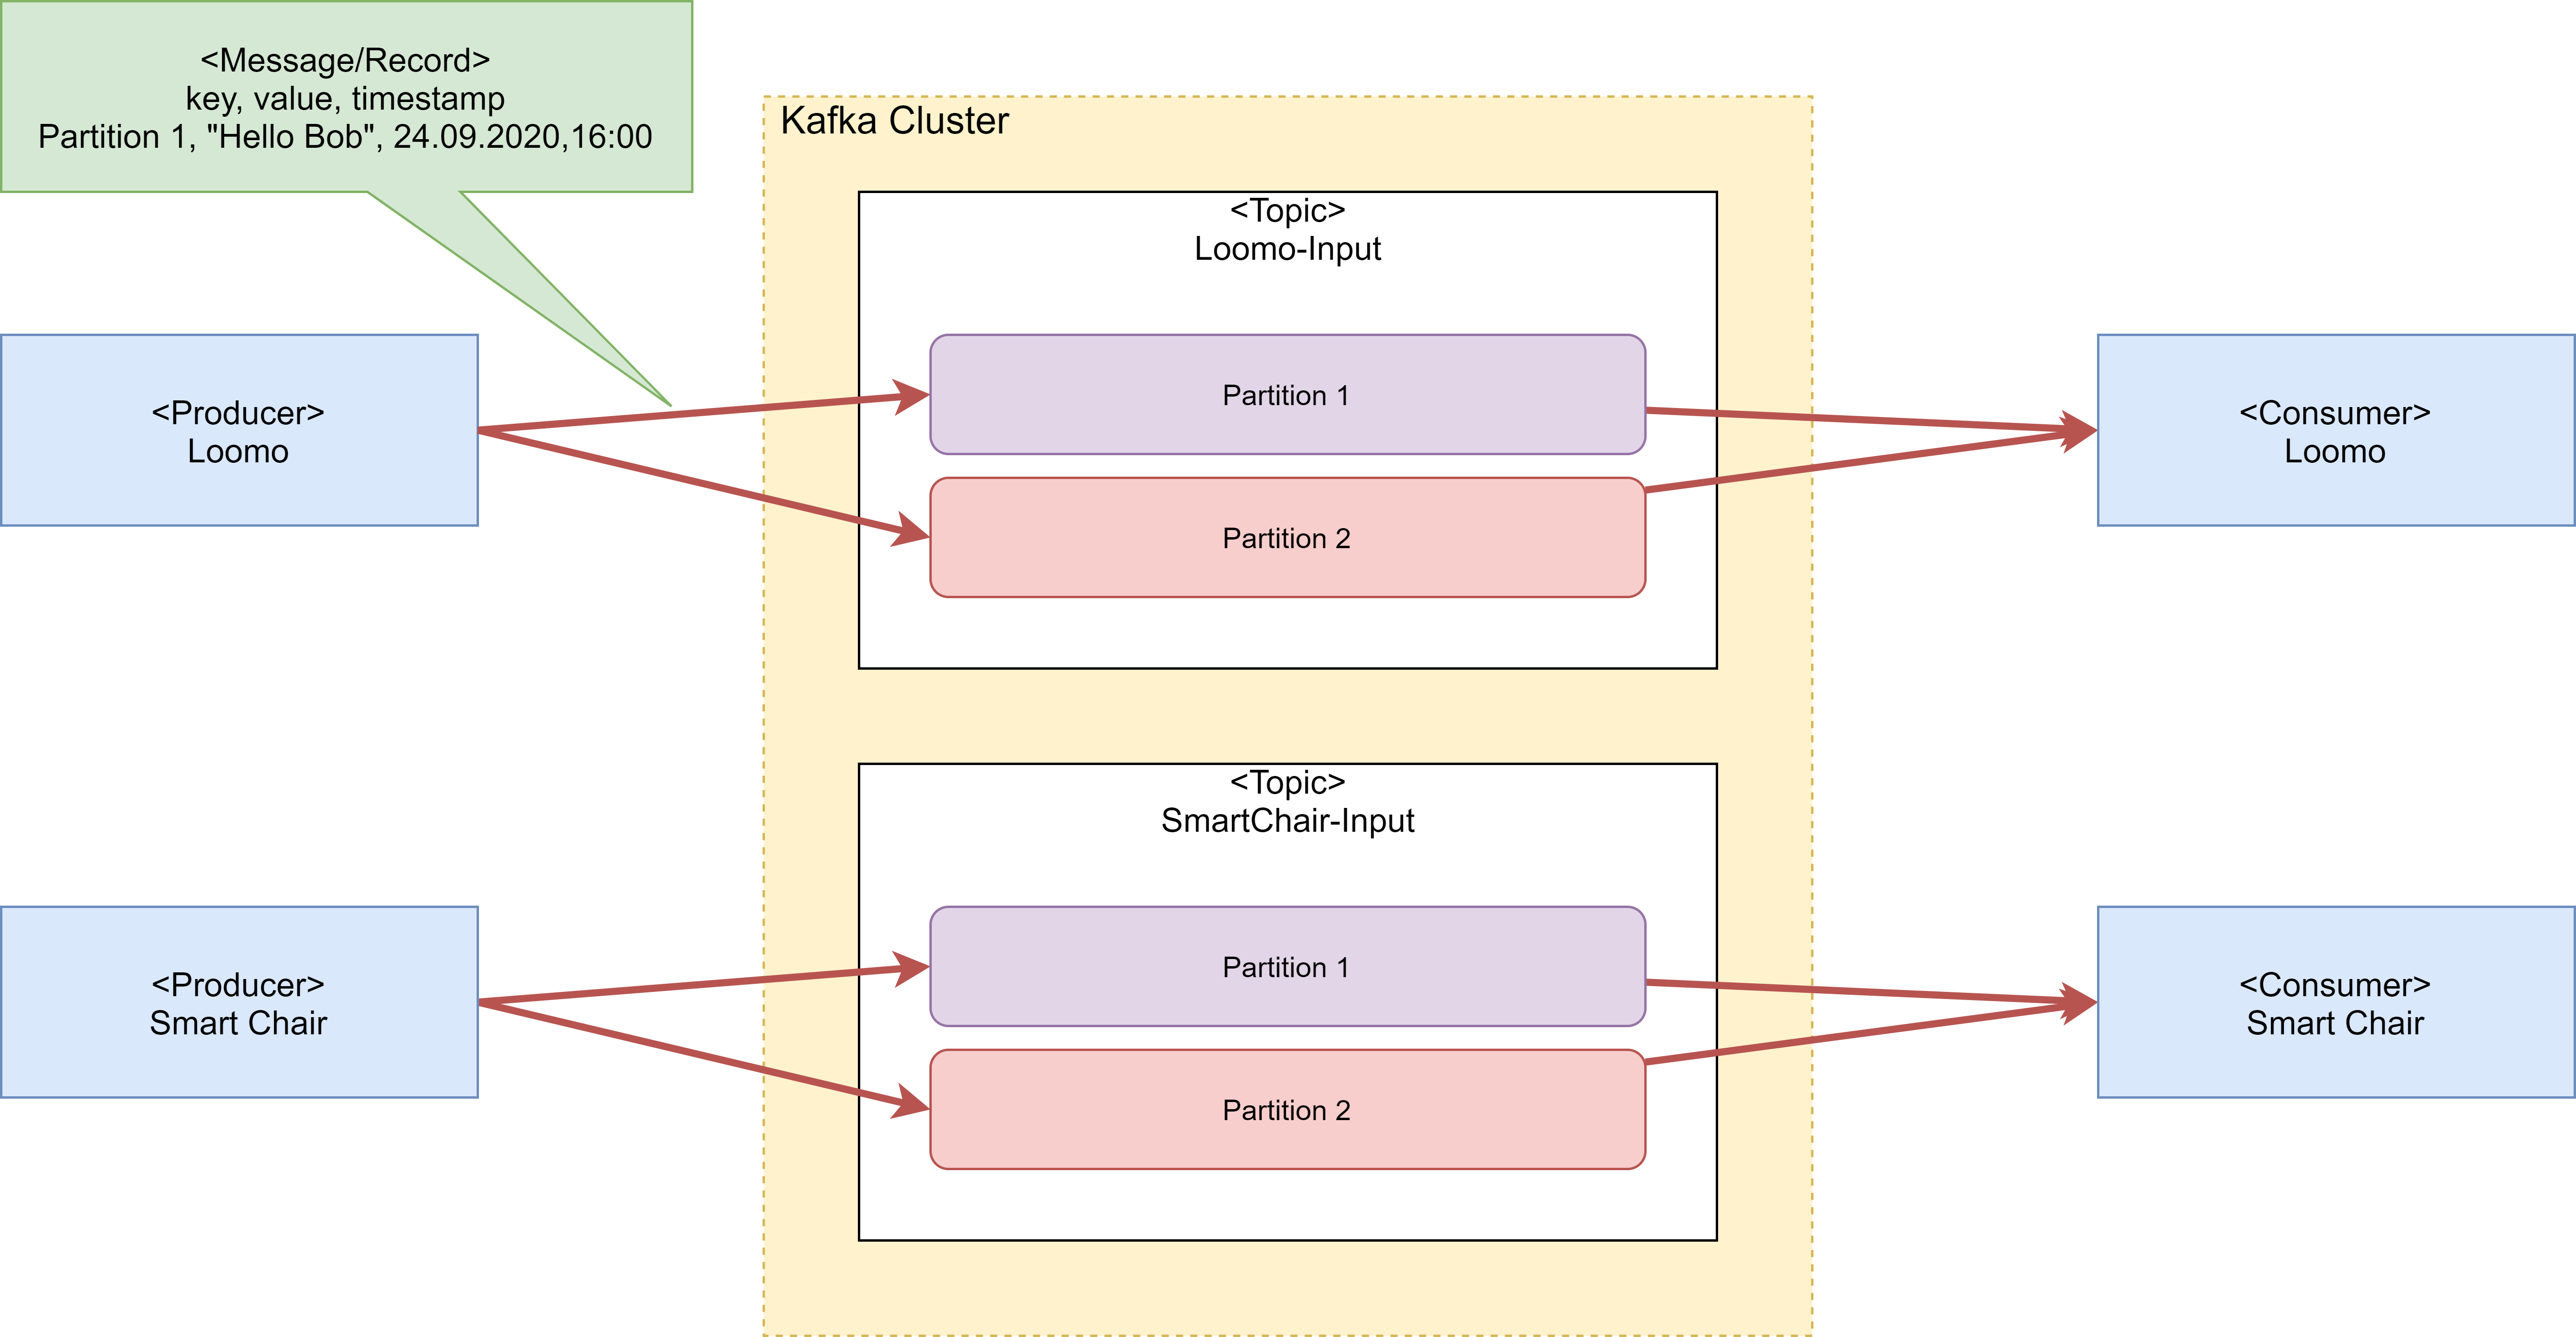 <Message/Record>
key, value, timestamp
Partition 1, "Hello Bob", 24.09.2020,16:00
Kafka Cluster
<Topic>
Loomo-Input
Partition 1
Partition 2
<Producer>
Loomo
<Consumer>
Loomo
<Topic>
SmartChair-Input
Partition 1
Partition 2
<Producer>
Smart Chair
<Consumer>
Smart Chair